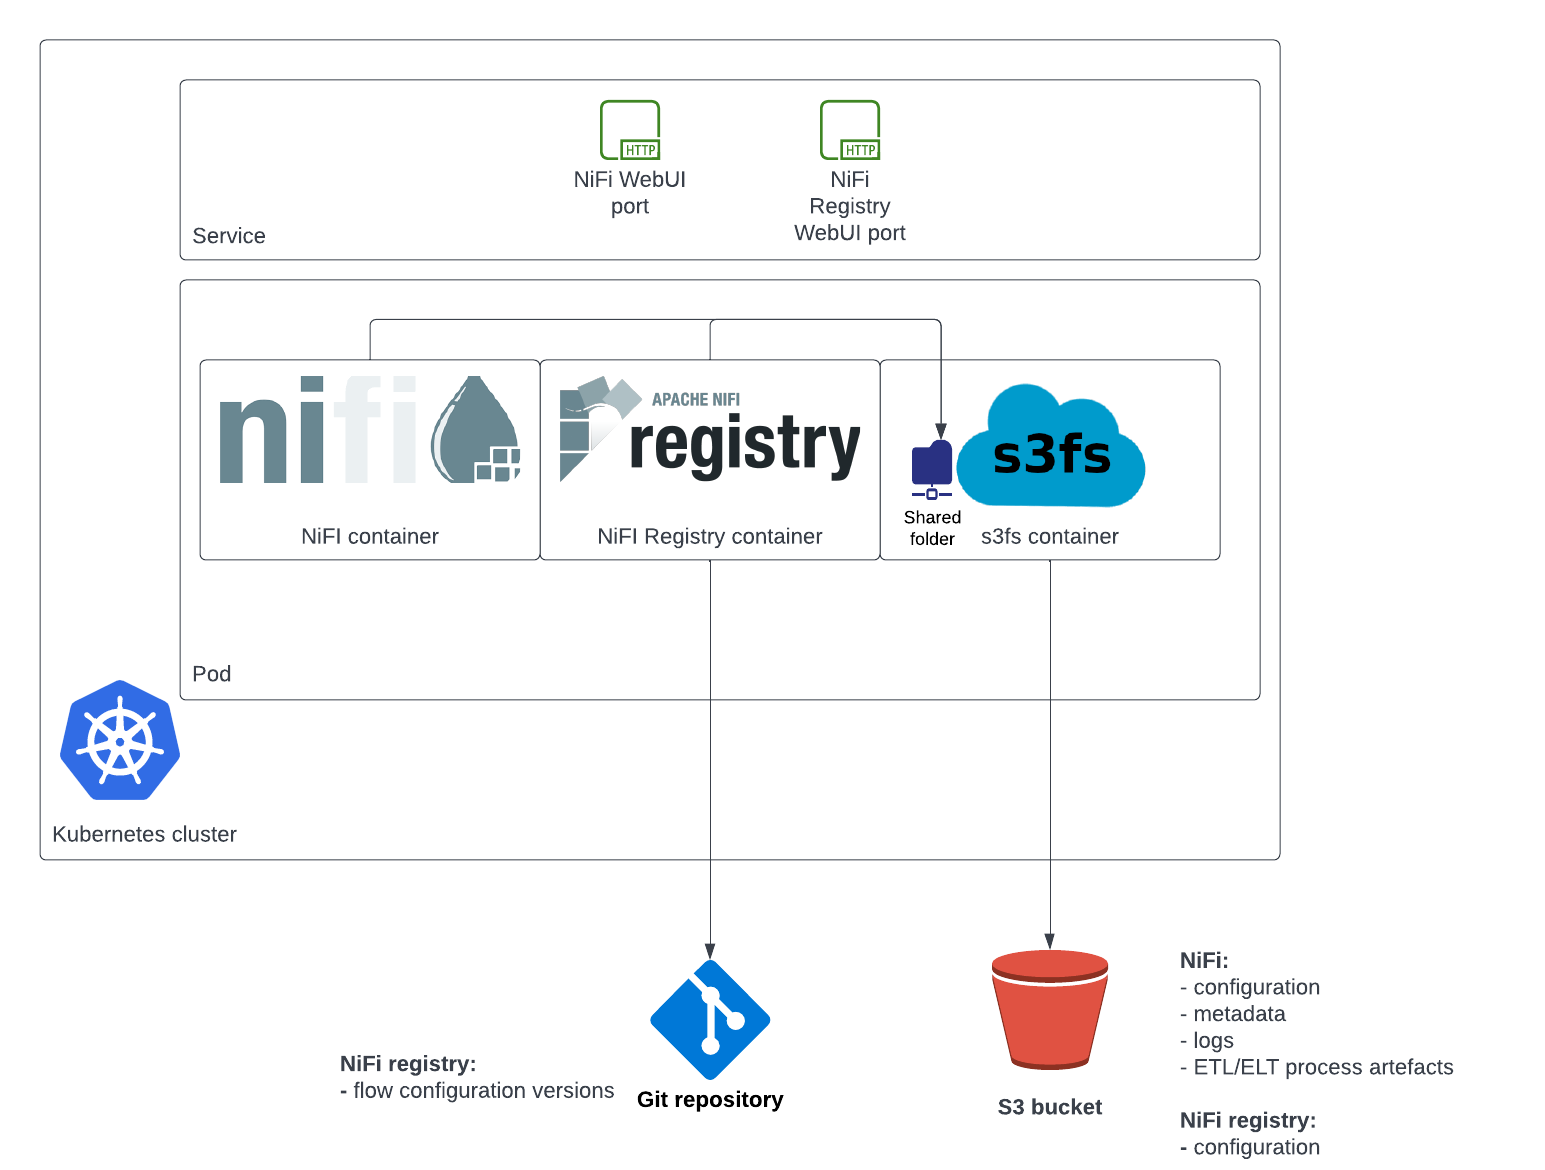 HTTP
HTTP
NiFi WebUI
port
NiFi
Registry
WebUI port
Service
nifi
APACHE NIFI
registry
s3fs
Shared
folder
NiFI container
NiFI Registry container
s3fs container
Pod
Kubernetes cluster
NiFi registry:
- flow configuration versions
Git repository
S3 bucket
NiFi:
- configuration
- metadata
- logs
- ETL/ELT process artefacts
NiFi registry:
- configuration